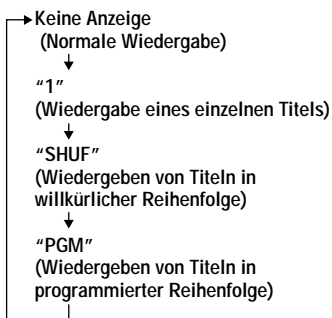 Keine Anzeige
(Normale Wiedergabe)
“1”
(Wiedergabe eines einzelnen Titels)
“SHUF”
(Wiedergeben von Titeln in
willkürlicher Reihenfolge)
“PGM”
(Wiedergeben von Titeln in
programmierter Reihenfolge)